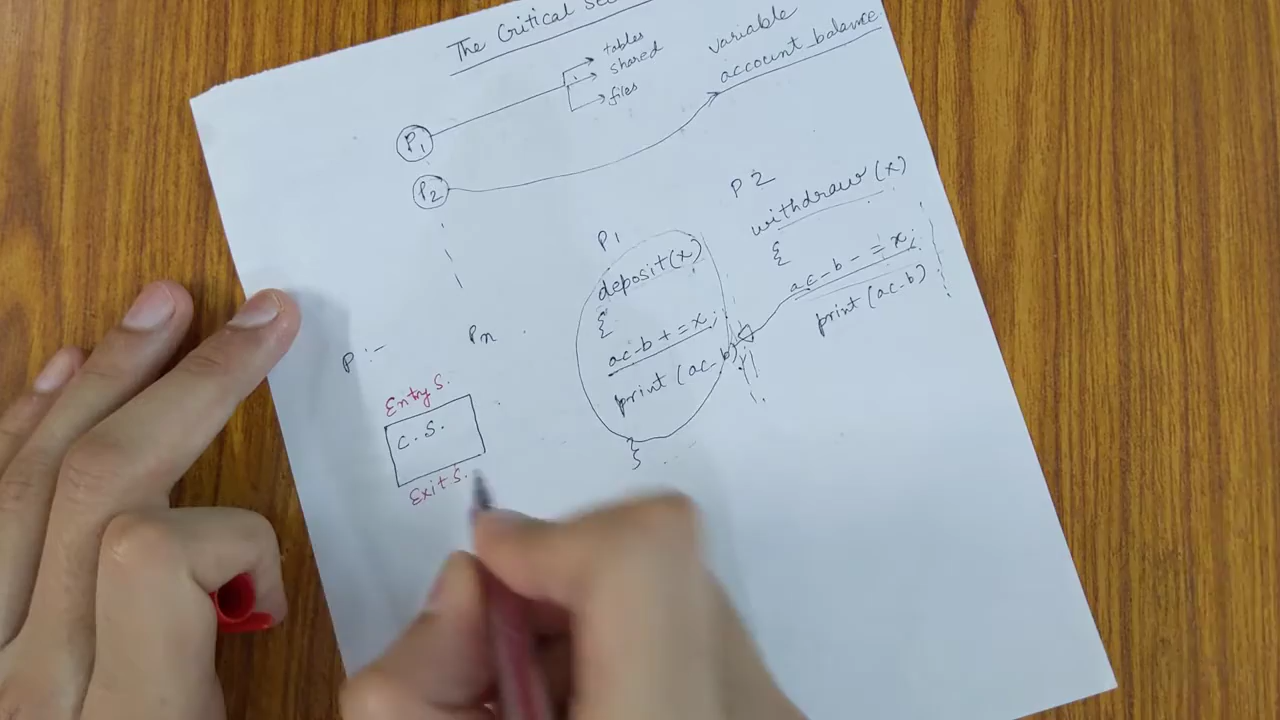 The Critical Sec
tables
shared
files
variable
account_balance
P1
P2
Pn
P1
deposit(x)
{
ac-b += x;
print (ac-b)
}
P2
withdraw (x)
{
ac-b - = x;
print (ac-b)
P :-
Entry S.
C.S.
Exit S.